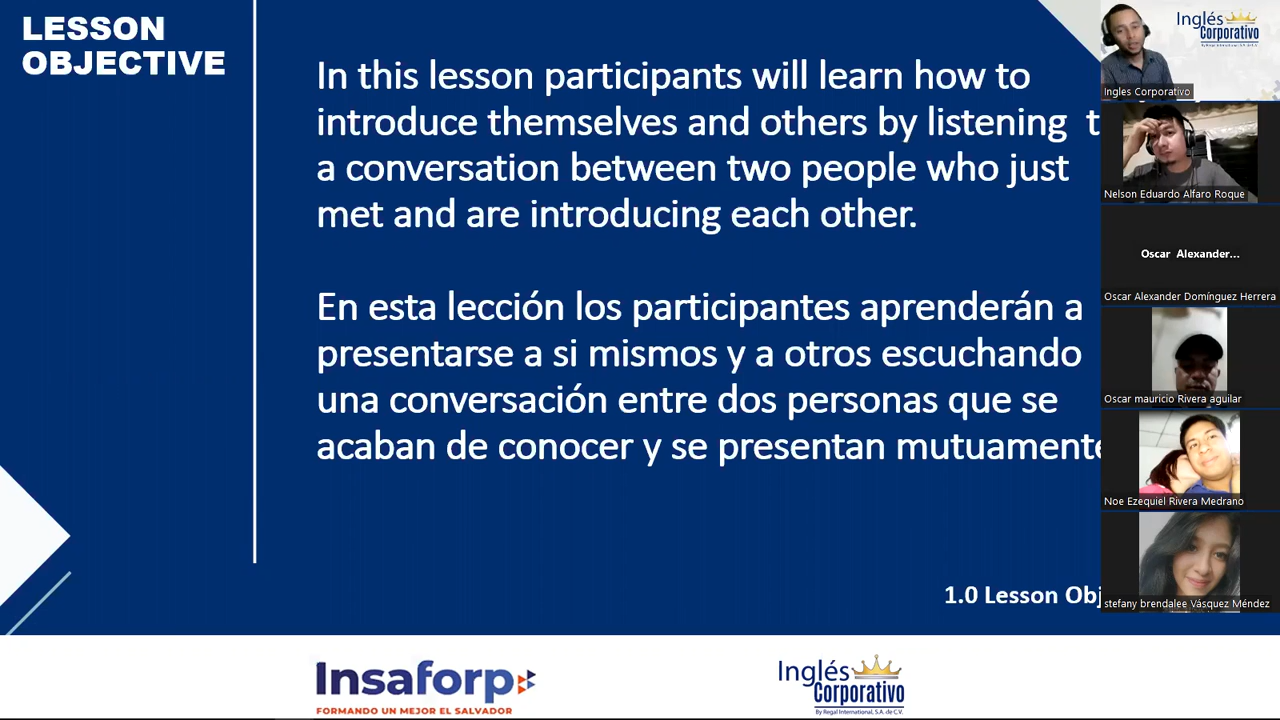 LESSON
OBJECTIVE
In this lesson participants will learn how to
introduce themselves and others by listening t
a conversation between two people who just
met and are introducing each other.
En esta lección los participantes aprenderán a
presentarse a si mismos y a otros escuchando
una conversación entre dos personas que se
acaban de conocer y se presentan mutuamente
1.0 Lesson Obj
Insaforp
FORMANDO UN MEJOR EL SALVADOR
Inglés
Corporativo
By Regal International, S.A. de C.V.
Inglés
Corporativo
Ingles Corporativo
Nelson Eduardo Alfaro Roque
Oscar Alexander...
Oscar Alexander Domínguez Herrera
Oscar mauricio Rivera aguilar
Noe Ezequiel Rivera Medrano
stefany brendalee Vásquez Méndez